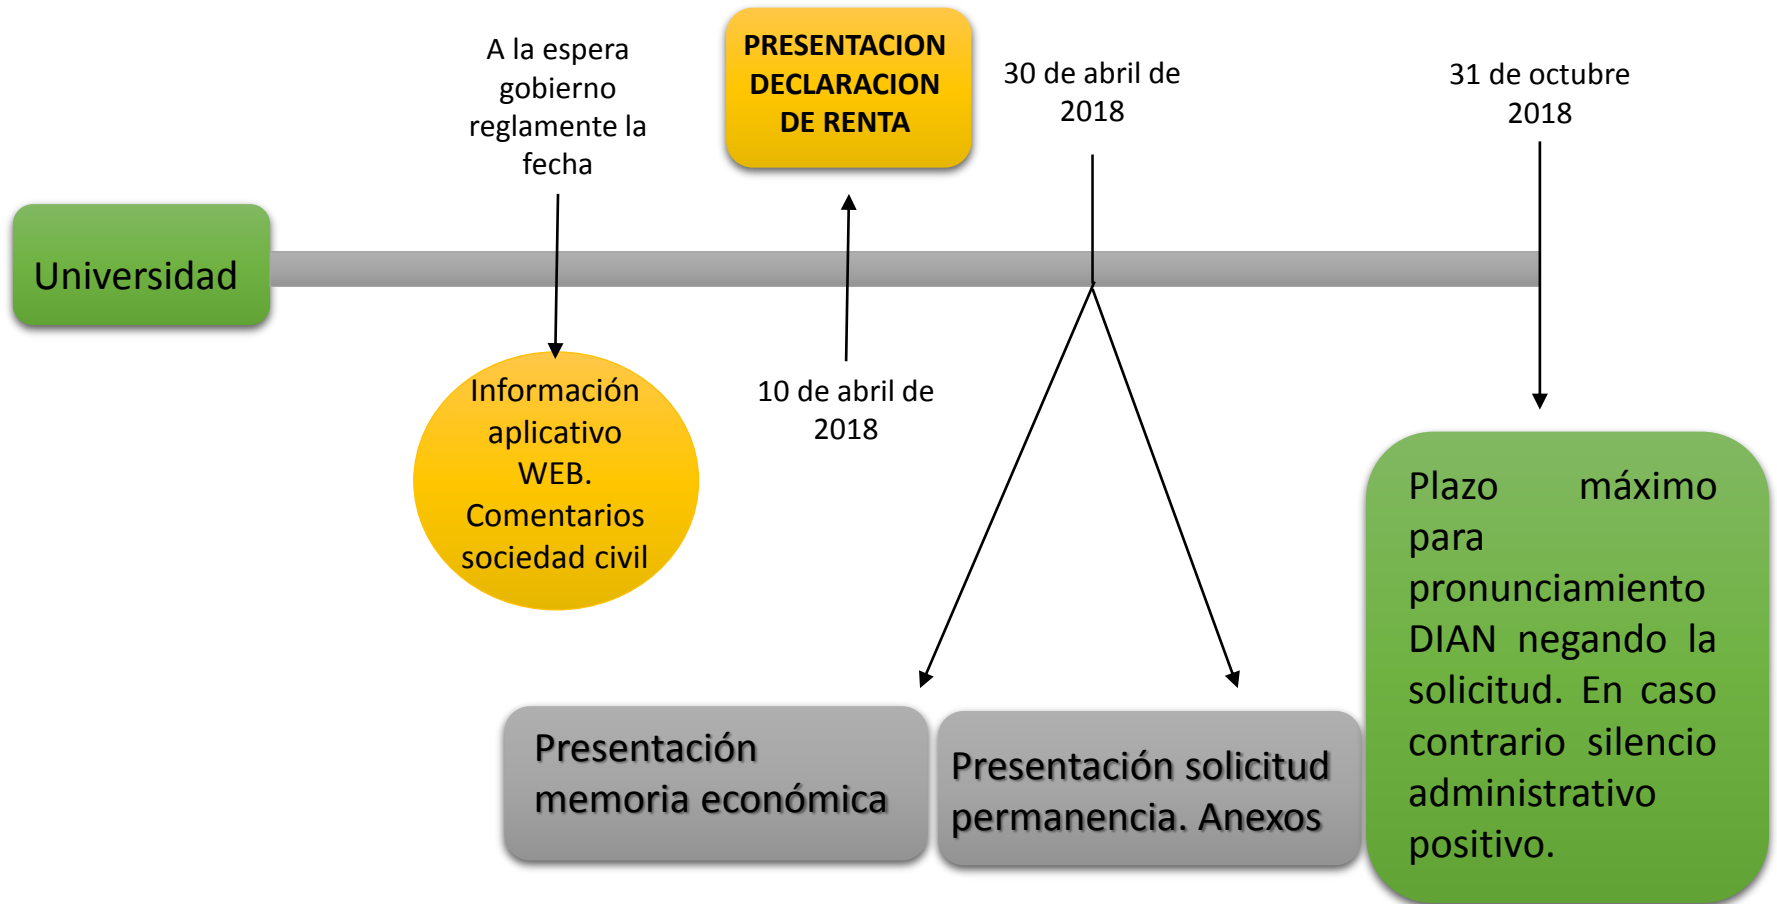 A la espera
gobierno
reglamente la
fecha
PRESENTACION
DECLARACION
DE RENTA
30 de abril de
2018
31 de octubre
2018
Universidad
Información
aplicativo
WEB.
Comentarios
sociedad civil
10 de abril de
2018
Presentación
memoria económica
Presentación solicitud
permanencia. Anexos
Plazo máximo
para
pronunciamiento
DIAN negando la
solicitud. En caso
contrario silencio
administrativo
positivo.